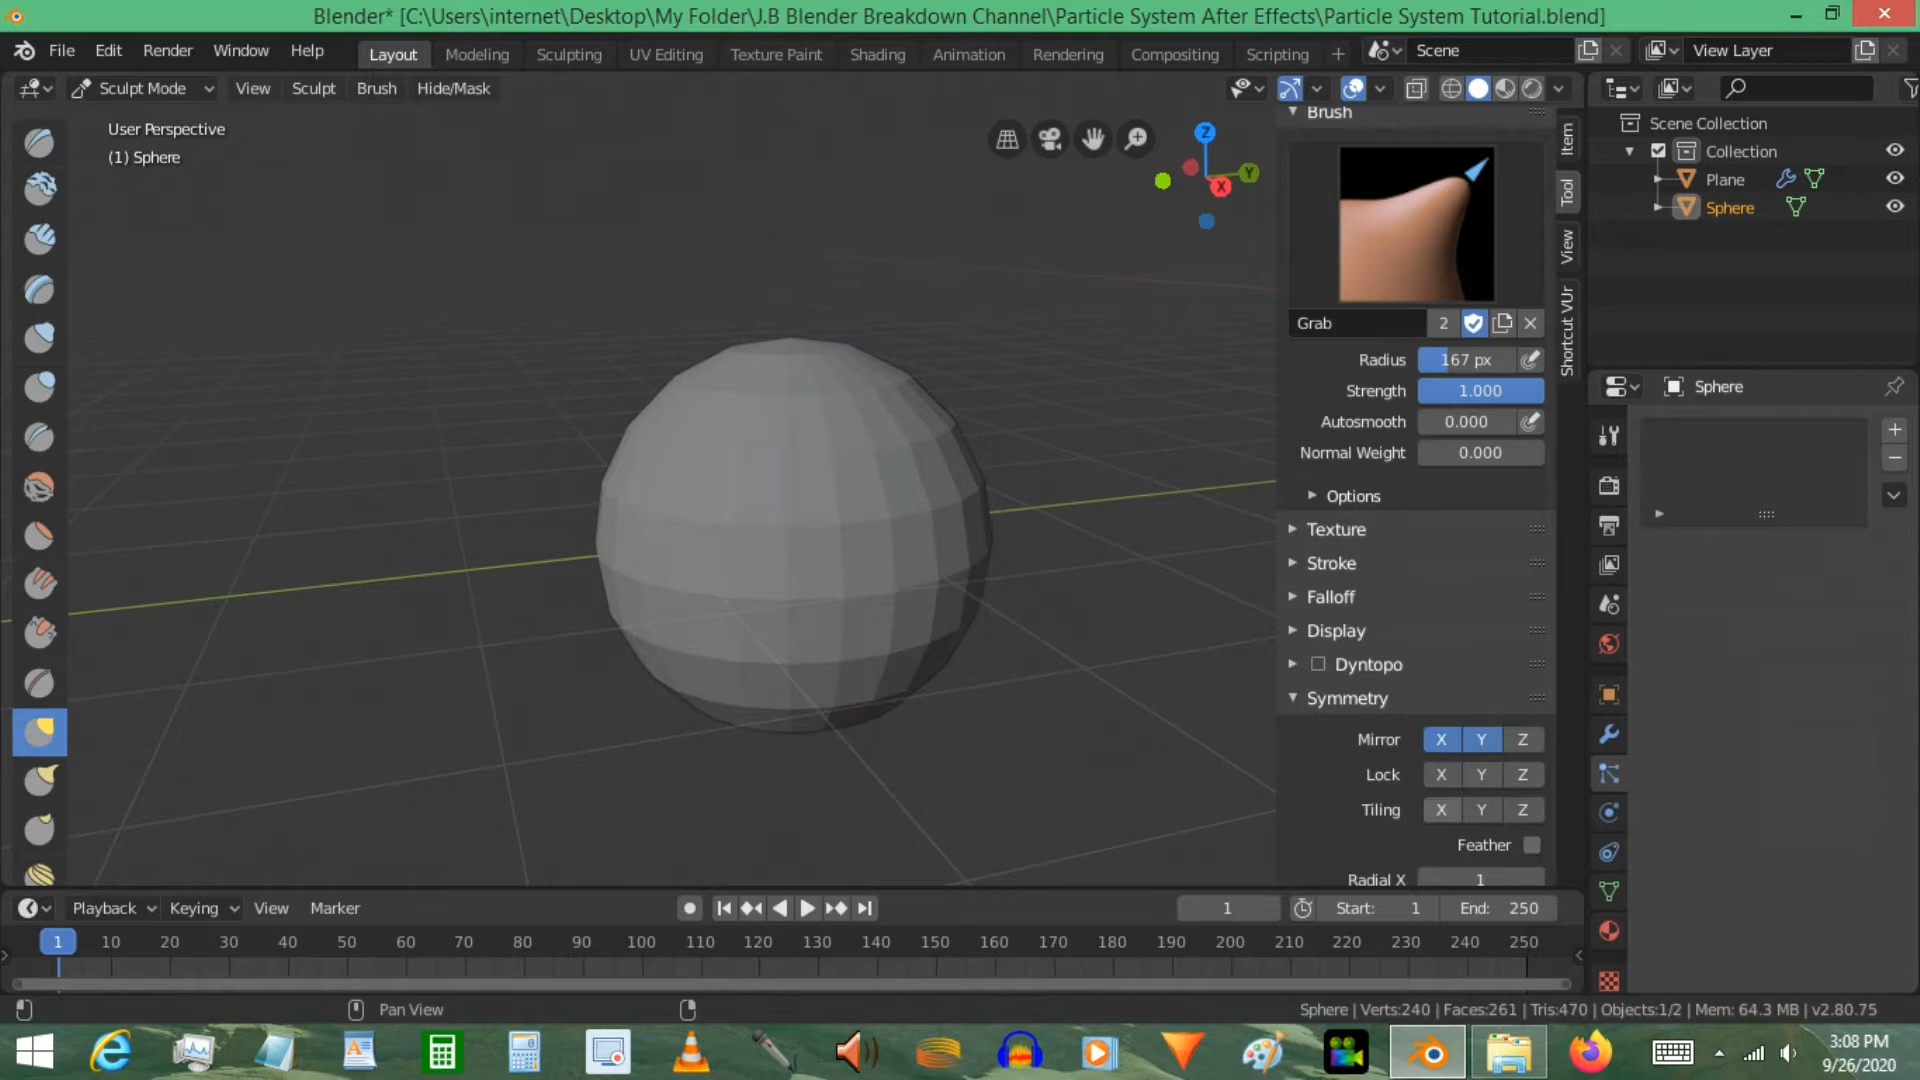 Blender* [C:\Users\internet\Desktop\My Folder\J.B Blender Breakdown Channel\Particle System After Effects\Particle System Tutorial.blend]
File Edit Render Window Help Layout Modeling Sculpting UV Editing Texture Paint Shading Animation Rendering Compositing Scripting + Scene View Layer
Sculpt Mode View Sculpt Brush Hide/Mask
User Perspective
(1) Sphere
Z
Y
X
Brush
Grab 2
Radius 167 px
Strength 1.000
Autosmooth 0.000
Normal Weight 0.000
Options
Texture
Stroke
Falloff
Display
Dyntopo
Symmetry
Mirror X Y Z
Lock X Y Z
Tiling X Y Z
Feather
Radial X 1
Item
Tool
View
Shortcut VUr
Scene Collection
Collection
Plane
Sphere
Sphere
Playback Keying View Marker 1 Start: 1 End: 250
1 10 20 30 40 50 60 70 80 90 100 110 120 130 140 150 160 170 180 190 200 210 220 230 240 250
Pan View Sphere | Verts:240 | Faces:261 | Tris:470 | Objects:1/2 | Mem: 64.3 MB | v2.80.75
3:08 PM
9/26/2020